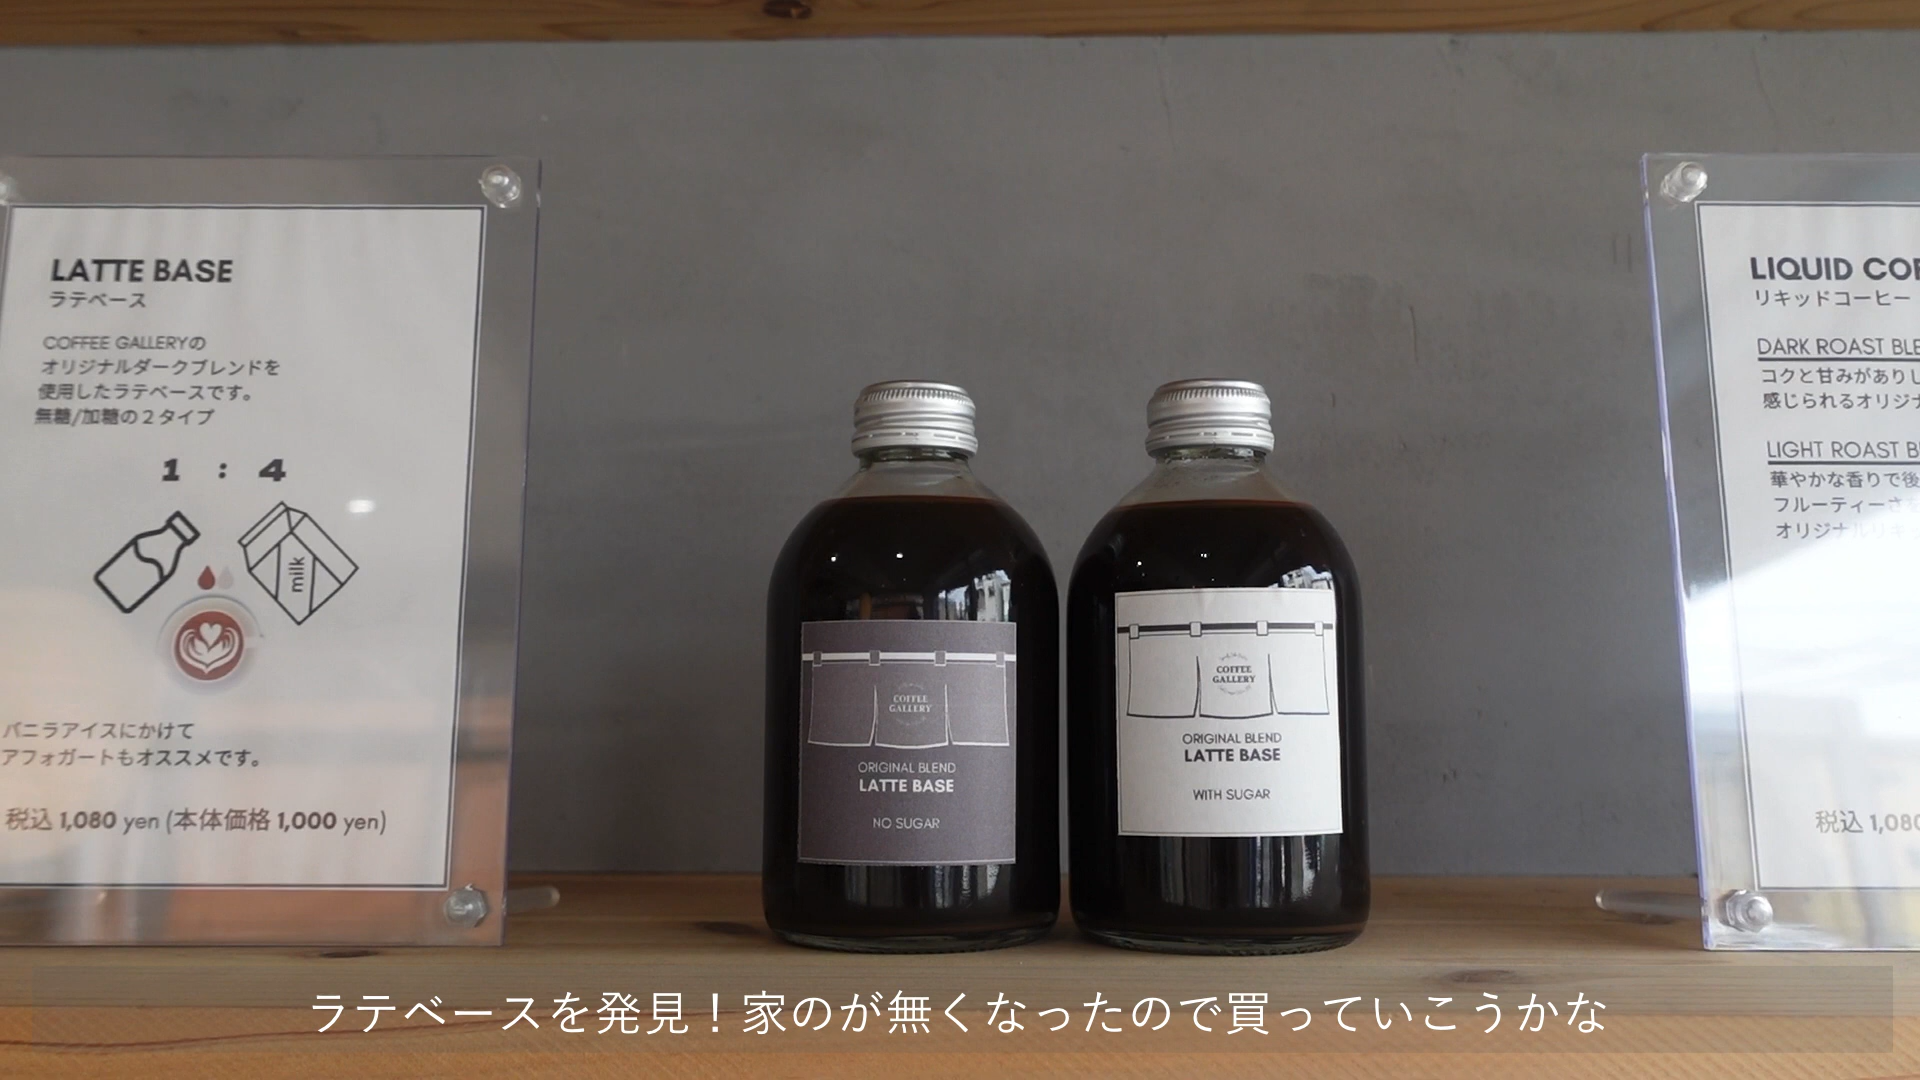 LATTE BASE
ラテベース
COFFEE GALLERYの
オリジナルダークブレンドを
使用したラテベースです。
無糖/加糖の2タイプ
1 : 4
milk
バニラアイスにかけて
アフォガートもオススメです。
税込 1,080 yen (本体価格 1,000 yen)
COFFEE
GALLERY
ORIGINAL BLEND
LATTE BASE
NO SUGAR
COFFEE
GALLERY
ORIGINAL BLEND
LATTE BASE
WITH SUGAR
LIQUID
リキッドコーヒー
DARK ROAST
コクと甘みがあり
感じられるオリジナ
LIGHT ROAST
華やかな香りで後
フルーティーさを
オリジナルリキ
税込 1,080
ラテベースを発見！家のが無くなったので買っていこうかな